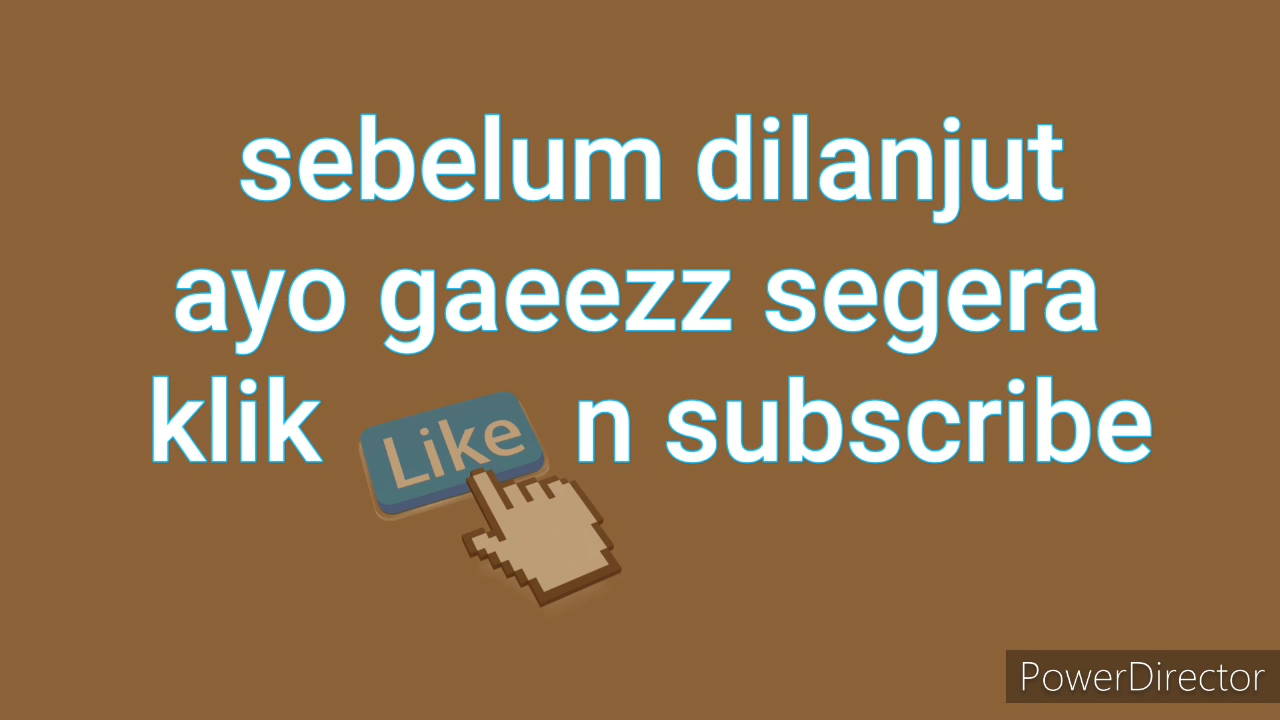 sebelum dilanjut
ayo gaeezz segera
klik Like n subscribe
PowerDirector